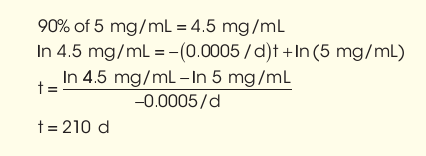 90% of 5 mg/mL = 4.5 mg/mL
ln 4.5 mg/mL = –(0.0005 / d)t + ln (5 mg/mL)
t = ln 4.5 mg/mL – ln 5 mg/mL
–0.0005/d
t = 210 d